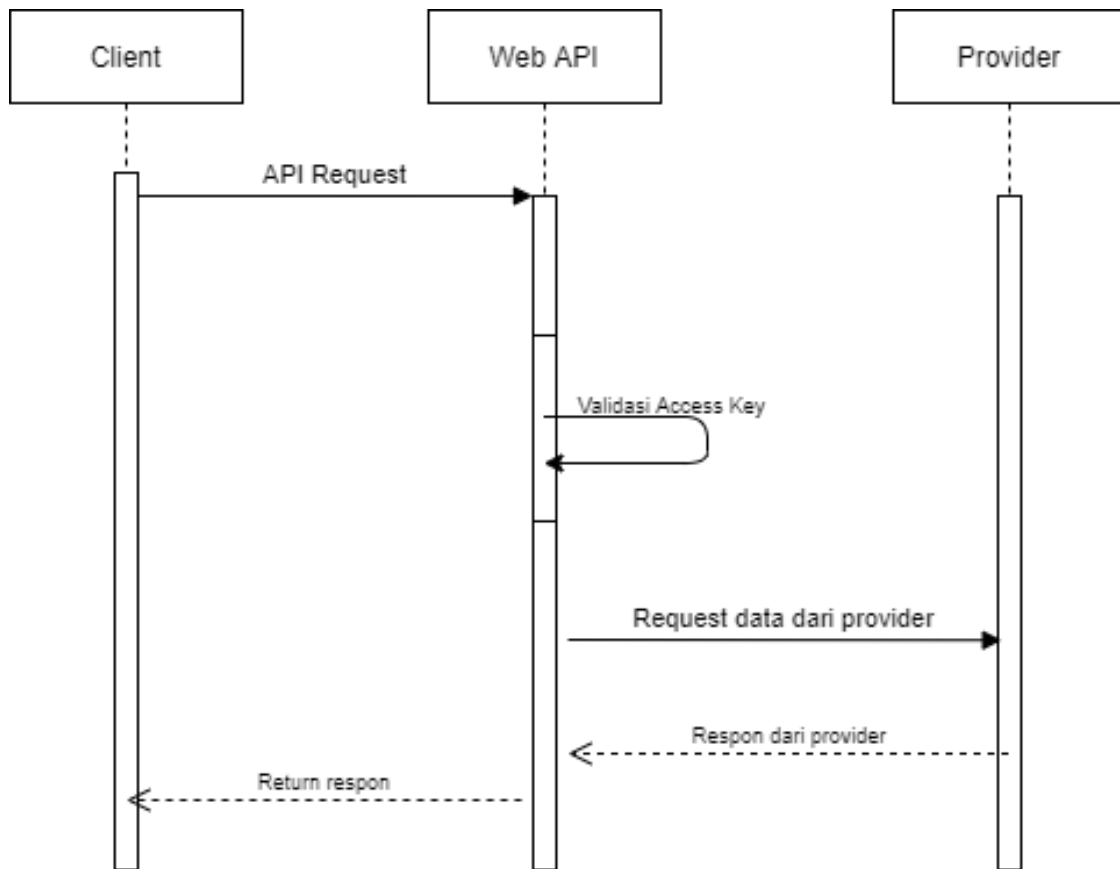 Client
Web API
Provider
API Request
Validasi Access Key
Request data dari provider
Respon dari provider
Return respon